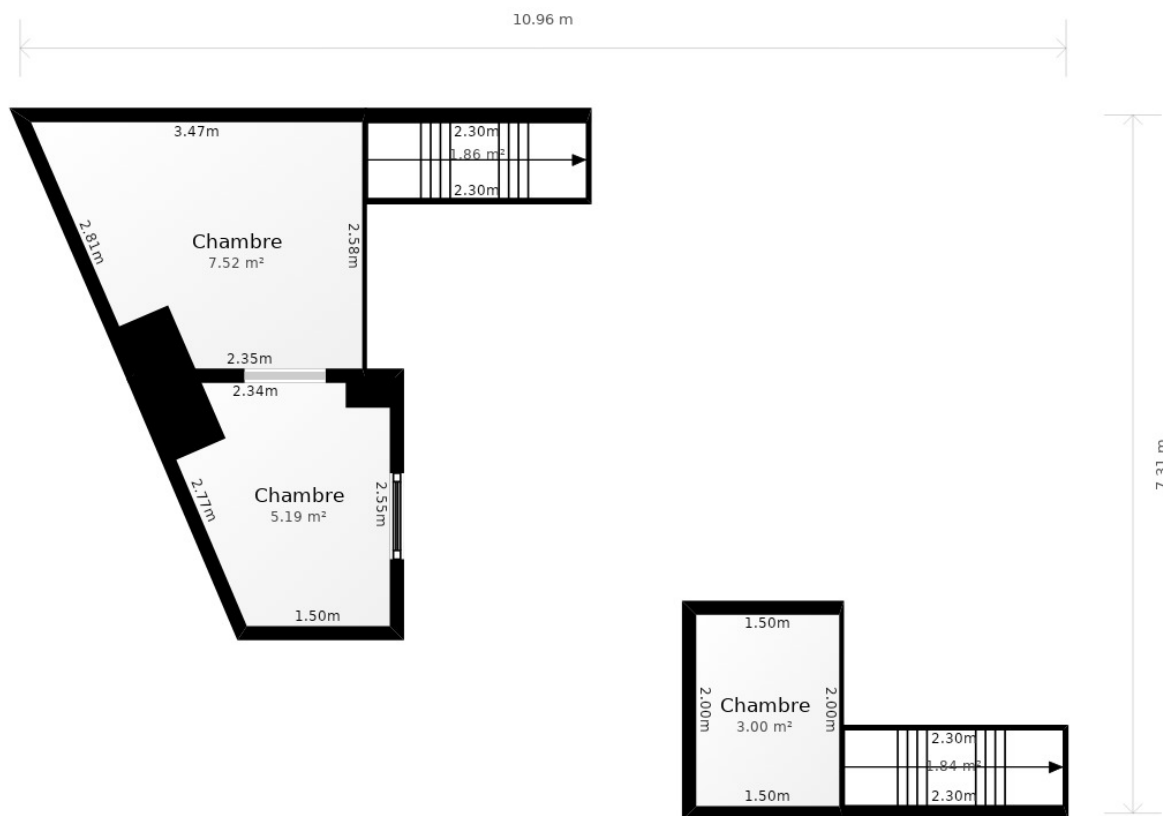 10.96 m
3.47m
2.30m
1.86 m²
2.30m
2.81m
Chambre
7.52 m²
2.58m
2.35m
2.34m
7.31 m
2.77m
Chambre
5.19 m²
2.55m
1.50m
1.50m
2.00m
Chambre
3.00 m²
2.00m
2.30m
1.84 m²
1.50m
2.30m